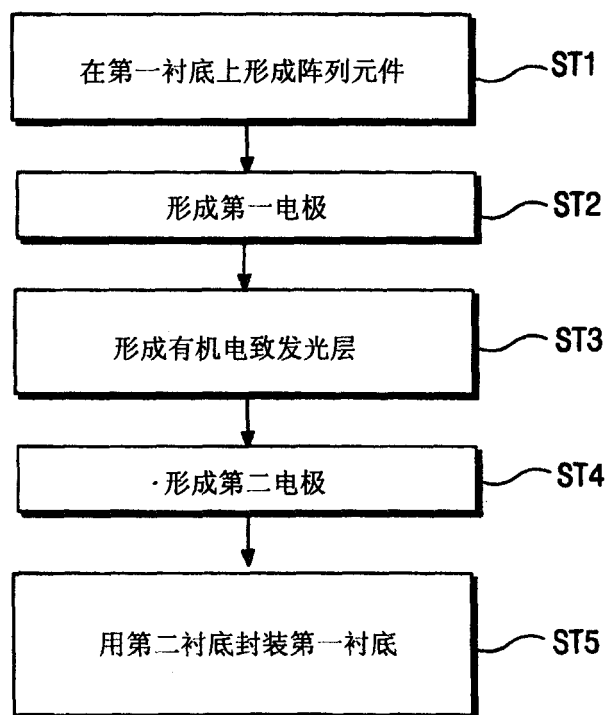 在第一衬底上形成阵列元件
ST1
形成第一电极
ST2
形成有机电致发光层
ST3
形成第二电极
ST4
用第二衬底封装第一衬底
ST5